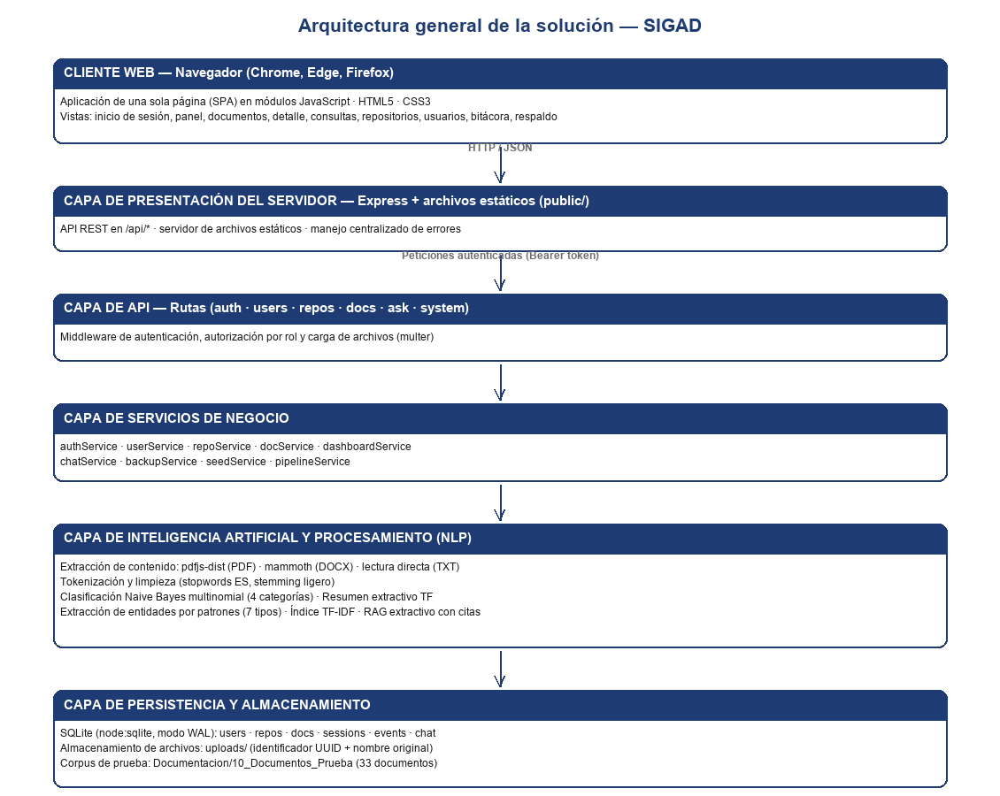 Arquitectura general de la solución — SIGAD
CLIENTE WEB — Navegador (Chrome, Edge, Firefox)
Aplicación de una sola página (SPA) en módulos JavaScript · HTML5 · CSS3
Vistas: inicio de sesión, panel, documentos, detalle, consultas, repositorios, usuarios, bitácora, respaldo
HTTP / JSON
CAPA DE PRESENTACIÓN DEL SERVIDOR — Express + archivos estáticos (public/)
API REST en /api/* · servidor de archivos estáticos · manejo centralizado de errores
Peticiones autenticadas (Bearer token)
CAPA DE API — Rutas (auth · users · repos · docs · ask · system)
Middleware de autenticación, autorización por rol y carga de archivos (multer)
CAPA DE SERVICIOS DE NEGOCIO
authService · userService · repoService · docService · dashboardService
chatService · backupService · seedService · pipelineService
CAPA DE INTELIGENCIA ARTIFICIAL Y PROCESAMIENTO (NLP)
Extracción de contenido: pdfjs-dist (PDF) · mammoth (DOCX) · lectura directa (TXT)
Tokenización y limpieza (stopwords ES, stemming ligero)
Clasificación Naive Bayes multinomial (4 categorías) · Resumen extractivo TF
Extracción de entidades por patrones (7 tipos) · Índice TF-IDF · RAG extractivo con citas
CAPA DE PERSISTENCIA Y ALMACENAMIENTO
SQLite (node:sqlite, modo WAL): users · repos · docs · sessions · events · chat
Almacenamiento de archivos: uploads/ (identificador UUID + nombre original)
Corpus de prueba: Documentacion/10_Documentos_Prueba (33 documentos)